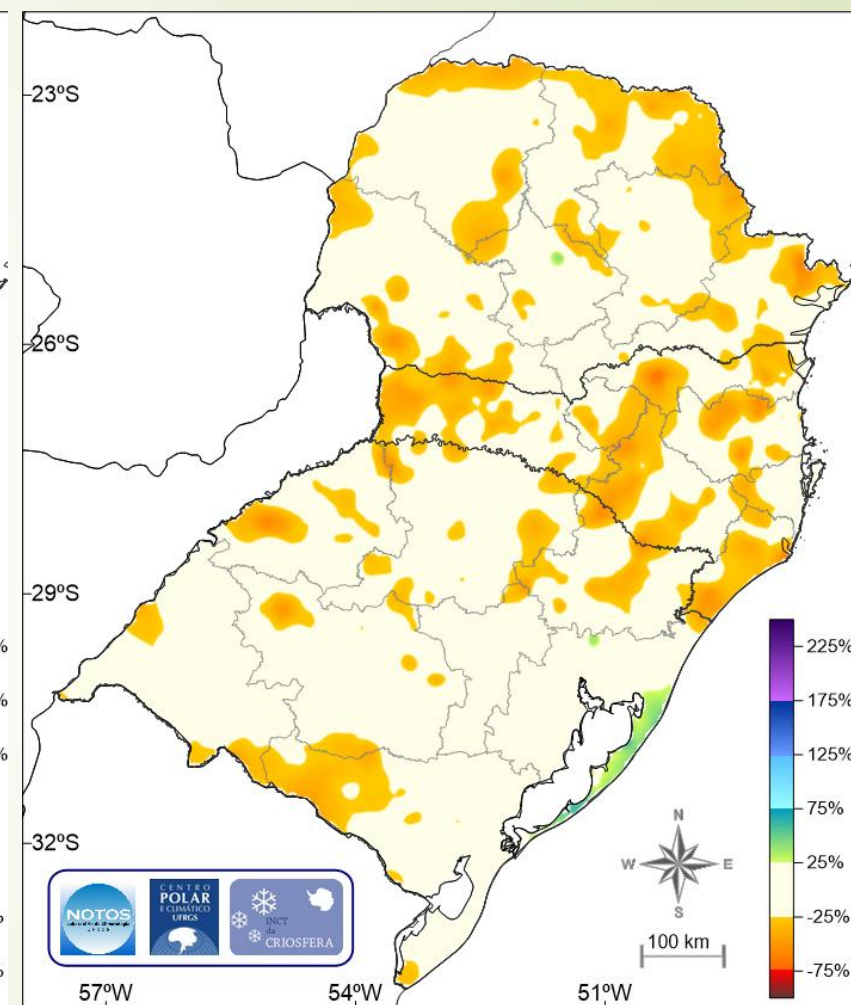 23ºS
26ºS
29ºS
32ºS
57ºW
54ºW
51ºW
225%
175%
125%
75%
25%
-25%
-75%
N
W
E
S
100 km
NOTOS
CENTRO
POLAR
E CLIMÁTICO
UFRGS
INCT
da
CRIOSFERA
%
%
%
%
%